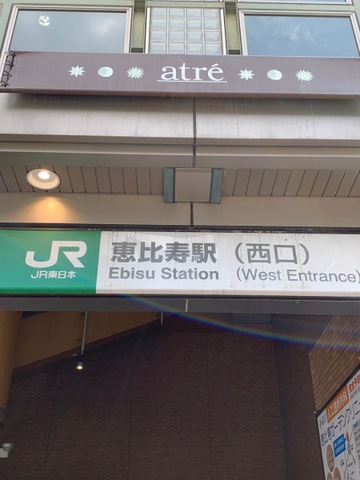 atré
JR
JR東日本
恵比寿駅（西口）
Ebisu Station (West Entrance)